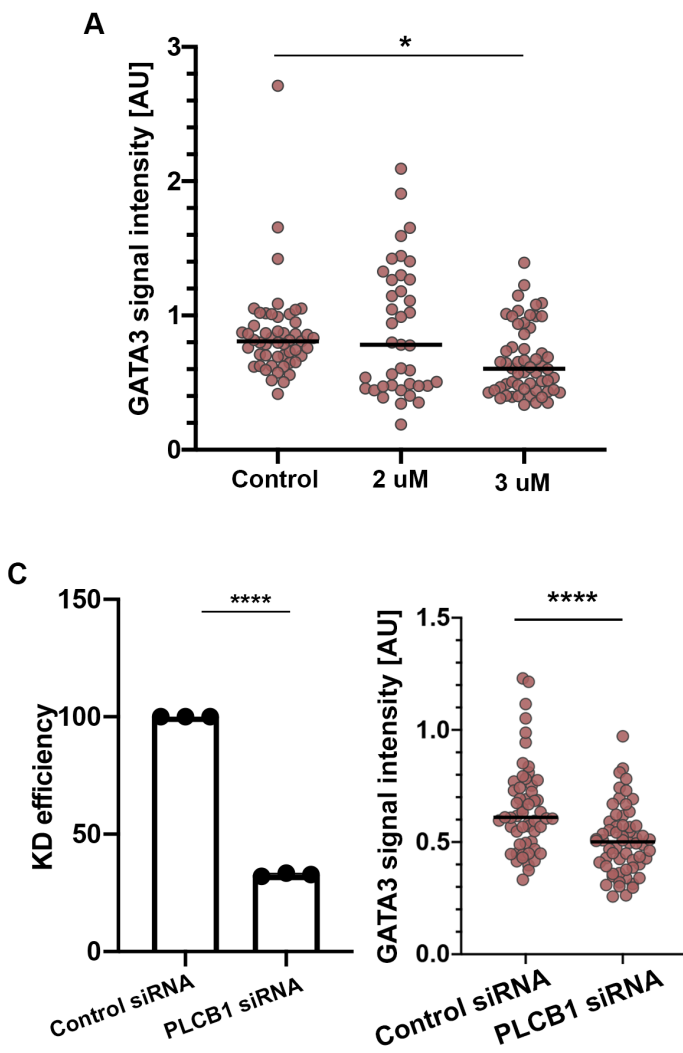 A
GATA3 signal intensity [AU]
3
2
1
0
*
Control
2 uM
3 uM
C
KD efficiency
150
100
50
0
****
Control siRNA
PLCB1 siRNA
GATA3 signal intensity [AU]
1.5
1.0
0.5
0.0
****
Control siRNA
PLCB1 siRNA